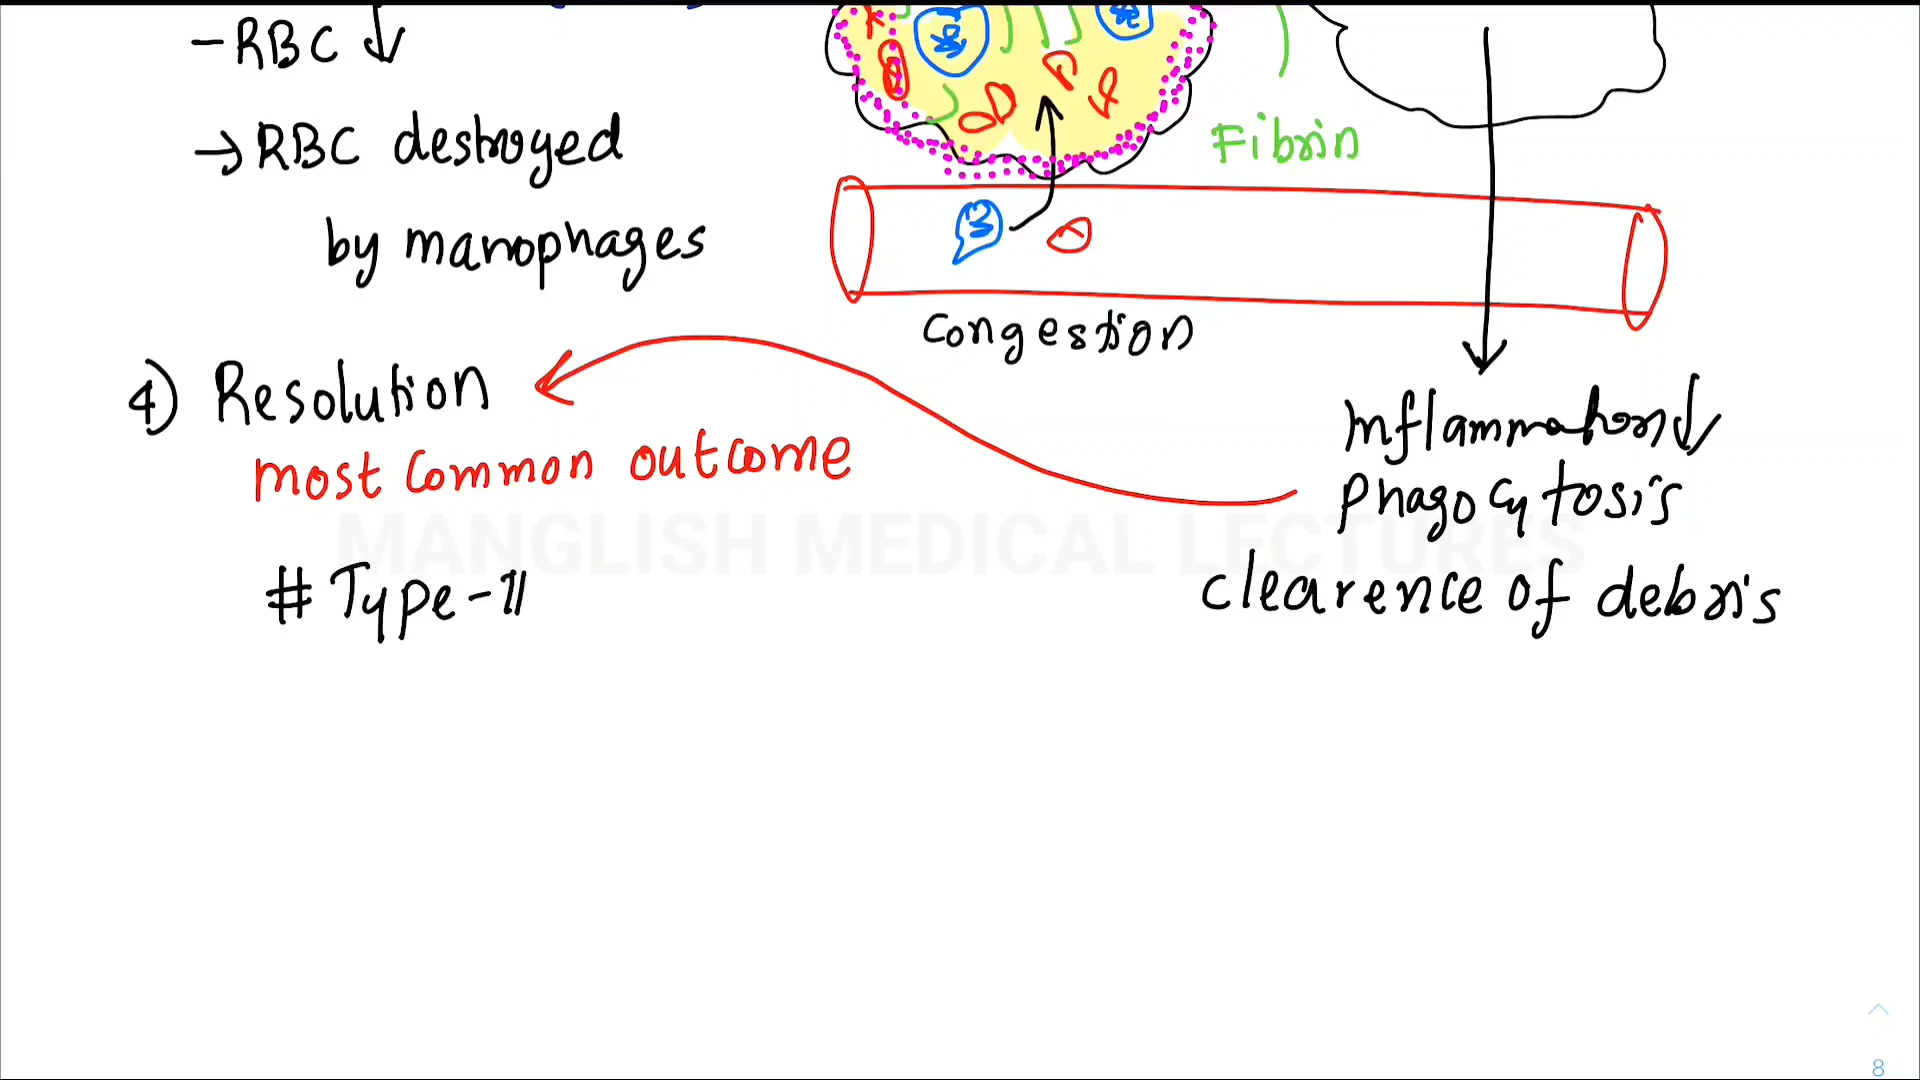 -RBC ↓
→ RBC destroyed
by macrophages
Fibrin
Congestion
4) Resolution
most common outcome
Inflammation↓
Phagocytosis
clearence of debris
MANGLISH MEDICAL LECTURES
# Type-II
8